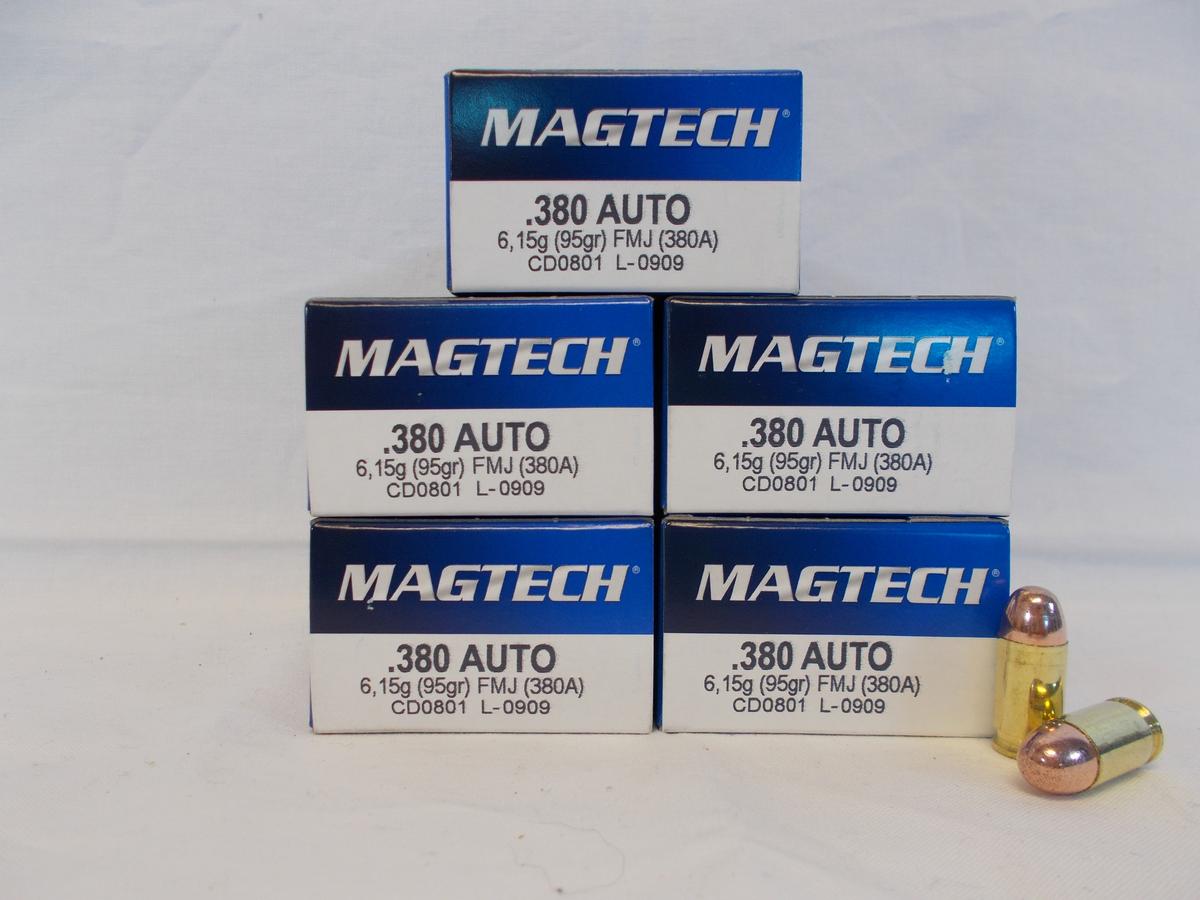 MAGTECH®
.380 AUTO
6,15g (95gr) FMJ (380A)
CD0801 L-0909
MAGTECH®
.380 AUTO
6,15g (95gr) FMJ (380A)
CD0801 L-0909
MAGTECH®
.380 AUTO
6,15g (95gr) FMJ (380A)
CD0801 L-0909
MAGTECH®
.380 AUTO
6,15g (95gr) FMJ (380A)
CD0801 L-0909
MAGTECH®
.380 AUTO
6,15g (95gr) FMJ (380A)
CD0801 L-0909